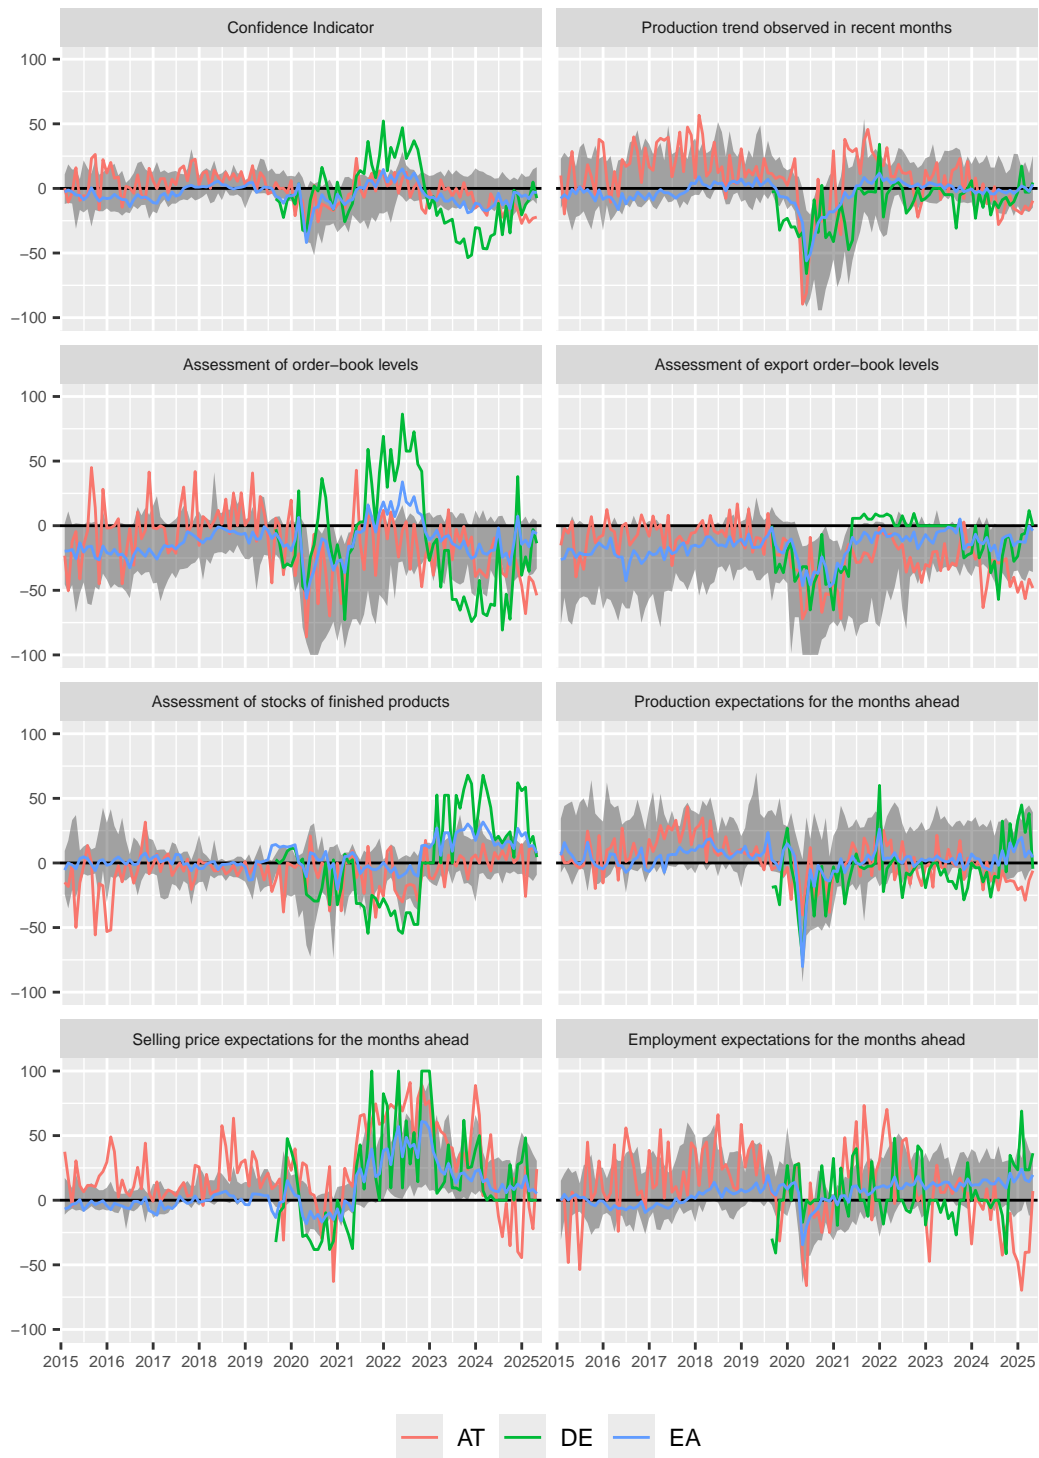 Confidence Indicator
Production trend observed in recent months
100
50
0
−50
−100
Assessment of order−book levels
Assessment of export order−book levels
100
50
0
−50
−100
Assessment of stocks of finished products
Production expectations for the months ahead
100
50
0
−50
−100
Selling price expectations for the months ahead
Employment expectations for the months ahead
100
50
0
−50
−100
2015 2016 2017 2018 2019 2020 2021 2022 2023 2024 2025
2015 2016 2017 2018 2019 2020 2021 2022 2023 2024 2025
AT DE EA